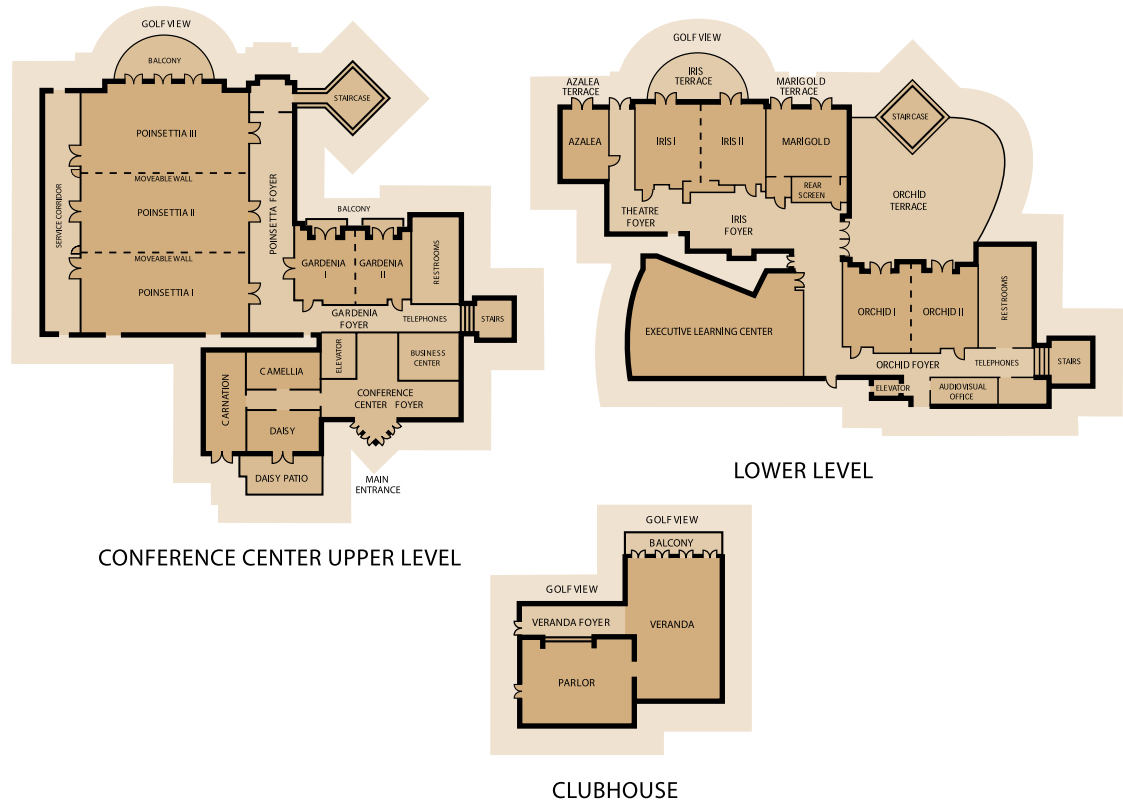 GOLF VIEW
BALCONY
STAIRCASE
POINSETTIA III
MOVEABLE WALL
SERVICE CORRIDOR
POINSETTIA II
POINSETTA FOYER
MOVEABLE WALL
POINSETTIA I
BALCONY
GARDENIA
I
GARDENIA
II
RESTROOMS
GARDENIA
FOYER
TELEPHONES
STAIRS
ELEVATOR
BUSINESS
CENTER
CAMELLIA
CARNATION
CONFERENCE
CENTER FOYER
DAISY
DAISY PATIO
MAIN
ENTRANCE
CONFERENCE CENTER UPPER LEVEL
GOLF VIEW
AZALEA
TERRACE
IRIS
TERRACE
MARIGOLD
TERRACE
STAIRCASE
AZALEA
IRIS I
IRIS II
MARIGOLD
REAR
SCREEN
ORCHID
TERRACE
THEATRE
FOYER
IRIS
FOYER
EXECUTIVE LEARNING CENTER
ORCHID I
ORCHID II
RESTROOMS
ORCHID FOYER
TELEPHONES
STAIRS
ELEVATOR
AUDIOVISUAL
OFFICE
LOWER LEVEL
GOLF VIEW
BALCONY
GOLF VIEW
VERANDA FOYER
VERANDA
PARLOR
CLUBHOUSE